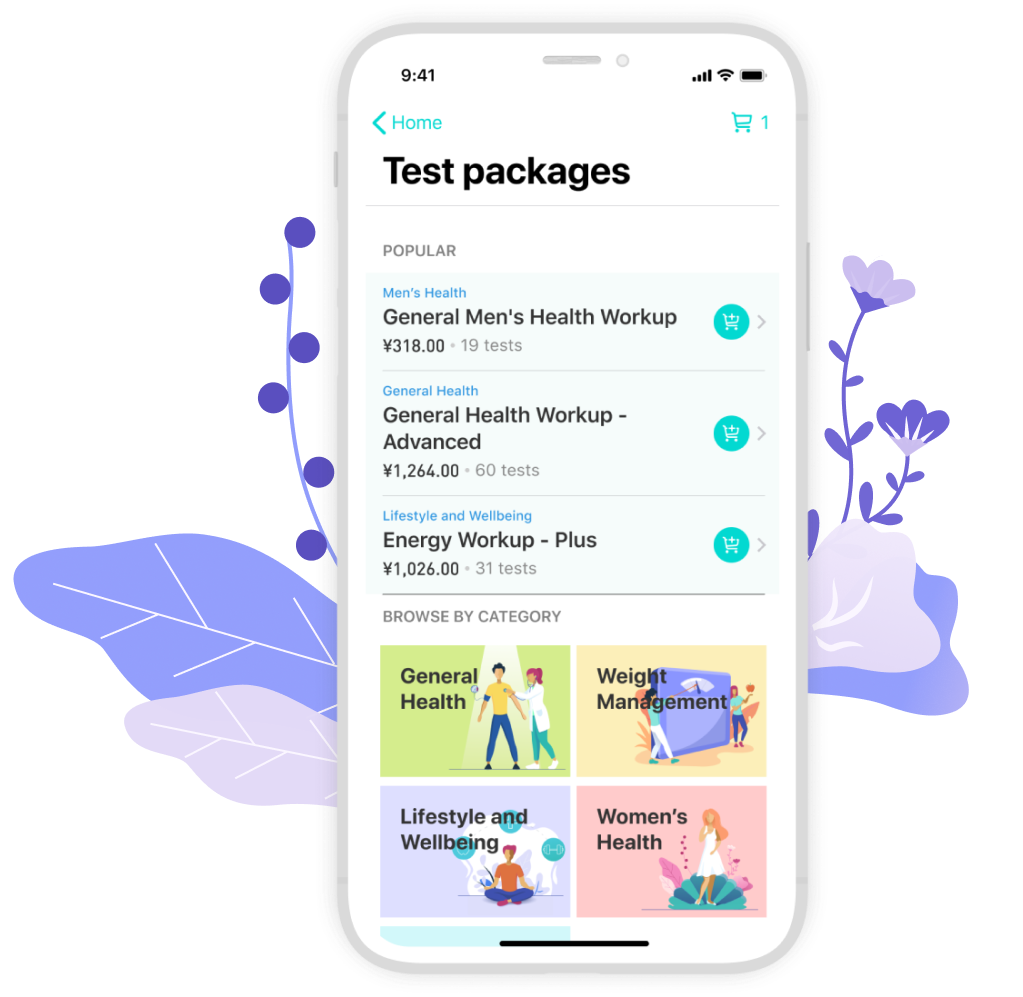 9:41
Home
1
Test packages
POPULAR
Men's Health
General Men's Health Workup
¥318.00 • 19 tests
General Health
General Health Workup -
Advanced
¥1,264.00 • 60 tests
Lifestyle and Wellbeing
Energy Workup - Plus
¥1,026.00 • 31 tests
BROWSE BY CATEGORY
General
Health
Weight
Management
Lifestyle and
Wellbeing
Women’s
Health